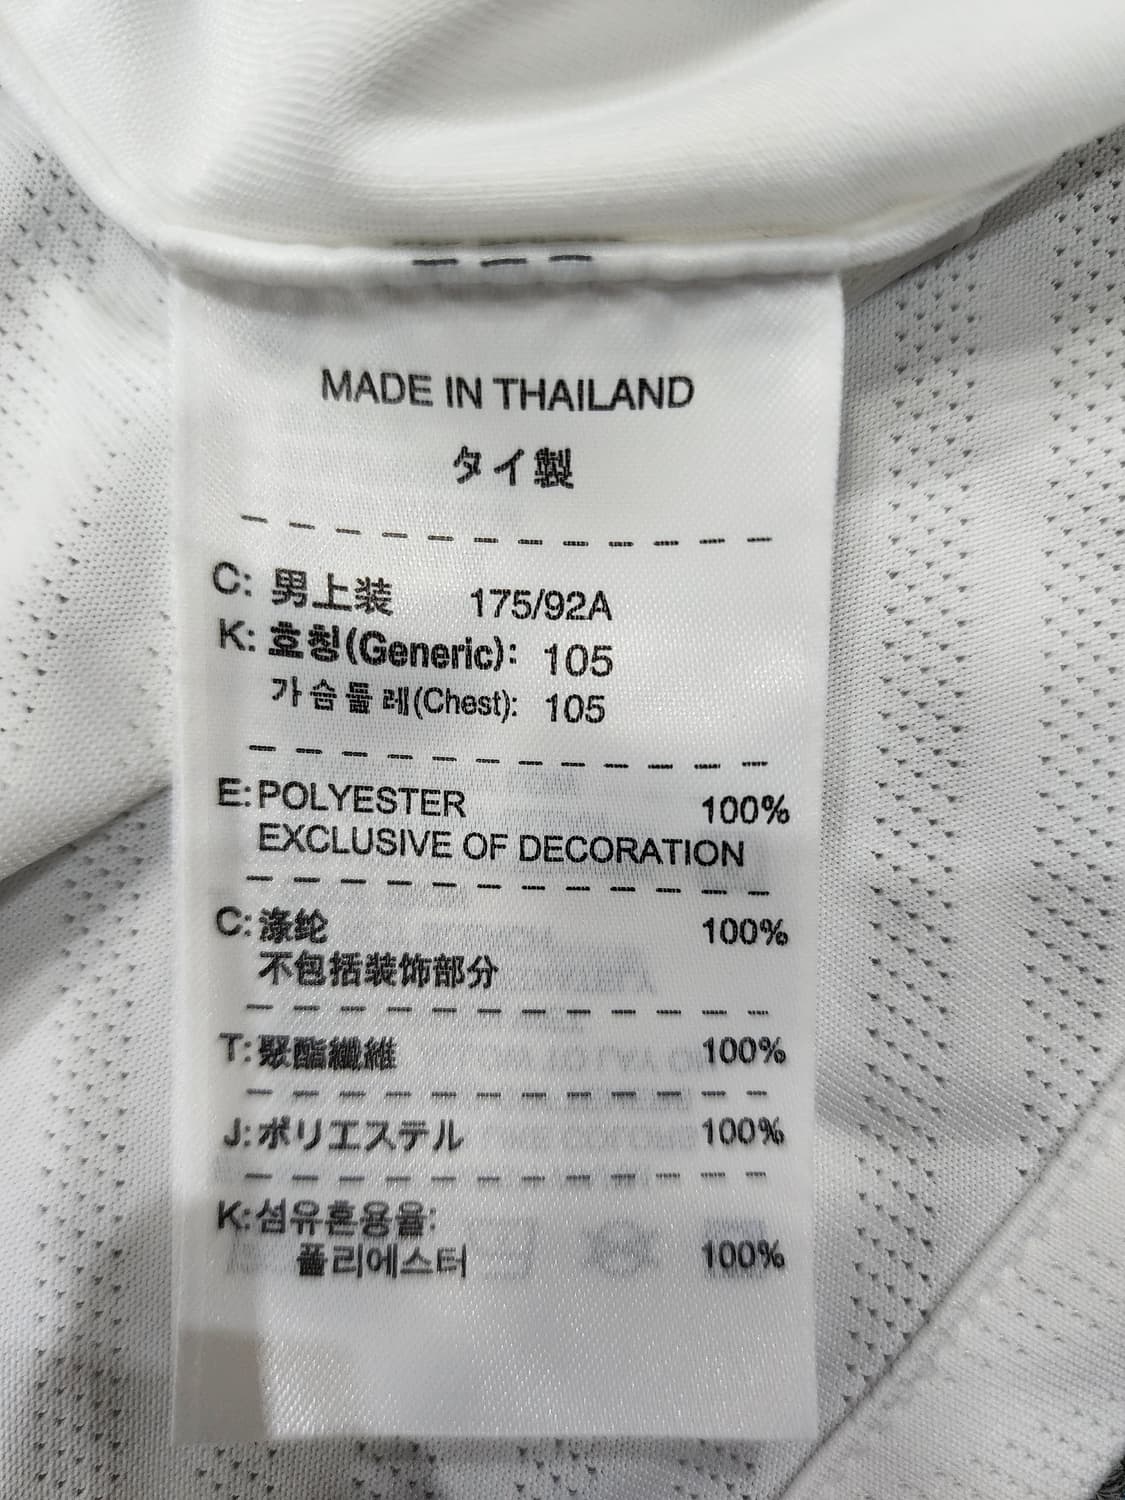 MADE IN THAILAND
タイ製
C: 男上装 175/92A
K: 호칭(Generic): 105
가슴둘레(Chest): 105
E: POLYESTER 100%
EXCLUSIVE OF DECORATION
C: 涤纶 100%
不包括装饰部分
T: 聚酯纖維 100%
J: ポリエステル 100%
K: 섬유혼용율:
폴리에스터 100%